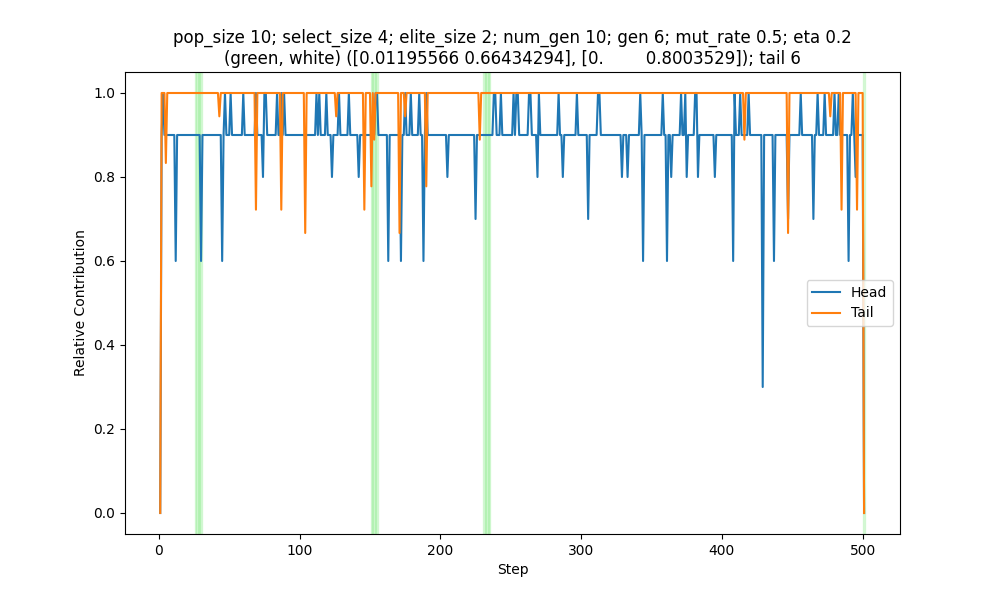 pop_size 10; select_size 4; elite_size 2; num_gen 10; gen 6; mut_rate 0.5; eta 0.2
(green, white) ([0.01195566 0.66434294], [0.         0.8003529]); tail 6
1.0
0.8
0.6
0.4
0.2
0.0
Relative Contribution
Head
Tail
0 100 200 300 400 500
Step